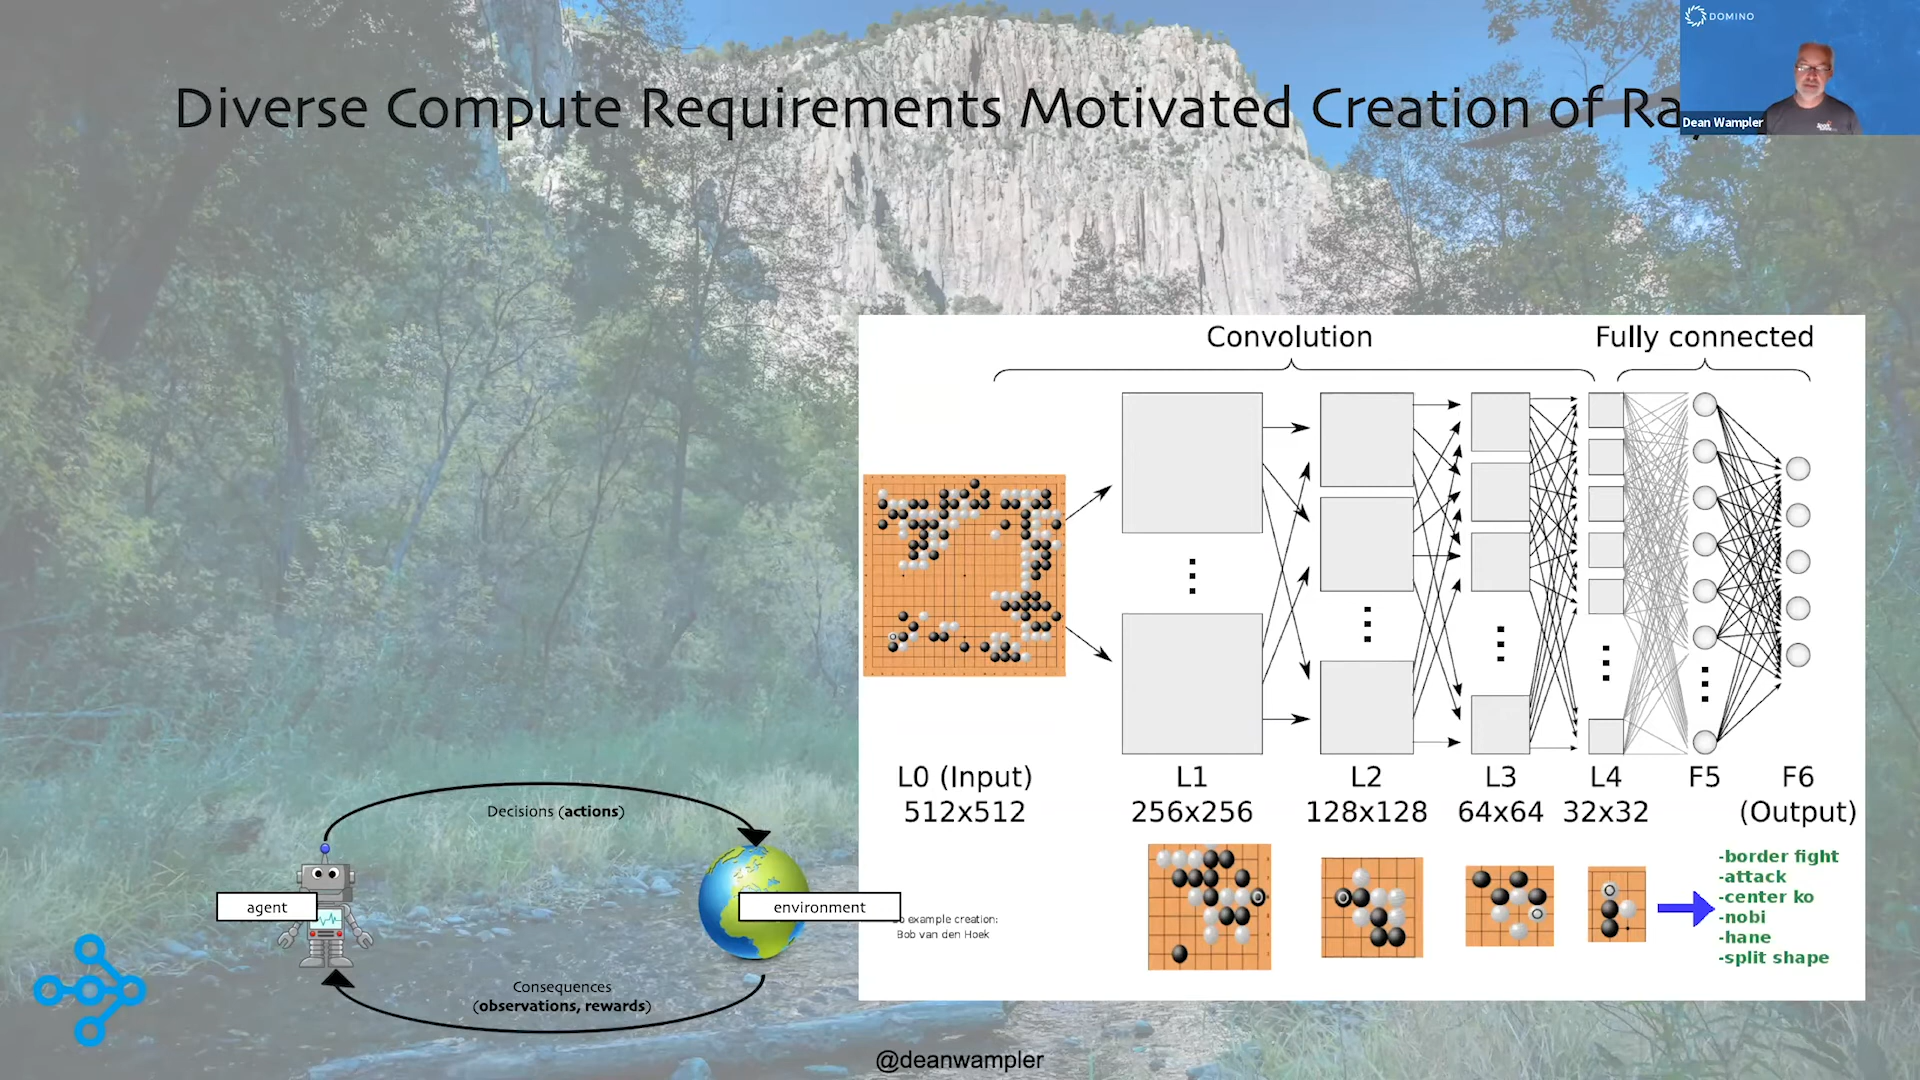 Diverse Compute Requirements Motivated Creation of
DOMINO
Dean Wampler
Convolution
Fully connected
L0 (Input)
512x512
L1
256x256
L2
128x128
L3
64x64
L4
32x32
F5
F6
(Output)
-border fight
-attack
-center ko
-nobi
-hane
-split shape
example creation:
Bob van den Hoek
Decisions (actions)
agent
environment
Consequences
(observations, rewards)
@deanwampler